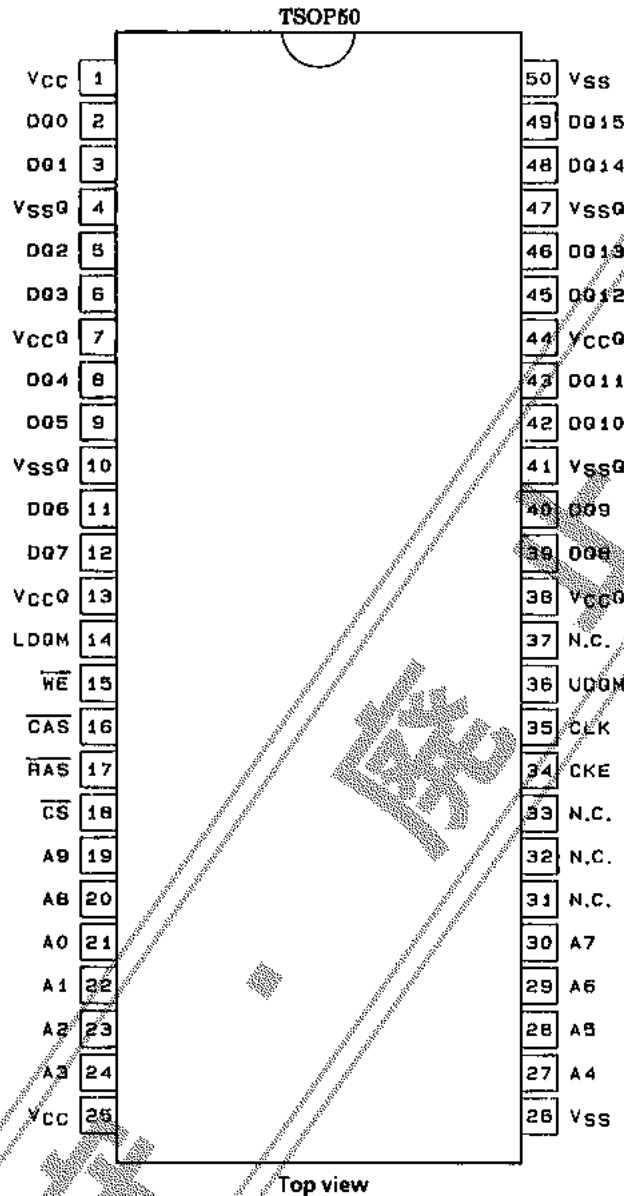 TSOP50
VCC 1 50 VSS
DQ0 2 49 DQ15
DQ1 3 48 DQ14
VSSQ 4 47 VSSQ
DQ2 5 46 DQ13
DQ3 6 45 DQ12
VCCQ 7 44 VCCQ
DQ4 8 43 DQ11
DQ5 9 42 DQ10
VSSQ 10 41 VSSQ
DQ6 11 40 DQ9
DQ7 12 39 DQ8
VCCQ 13 38 VCCQ
LDQM 14 37 N.C.
WE 15 36 UDQM
CAS 16 35 CLK
RAS 17 34 CKE
CS 18 33 N.C.
A9 19 32 N.C.
A8 20 31 N.C.
A0 21 30 A7
A1 22 29 A6
A2 23 28 A5
A3 24 27 A4
VCC 25 26 VSS
Top view